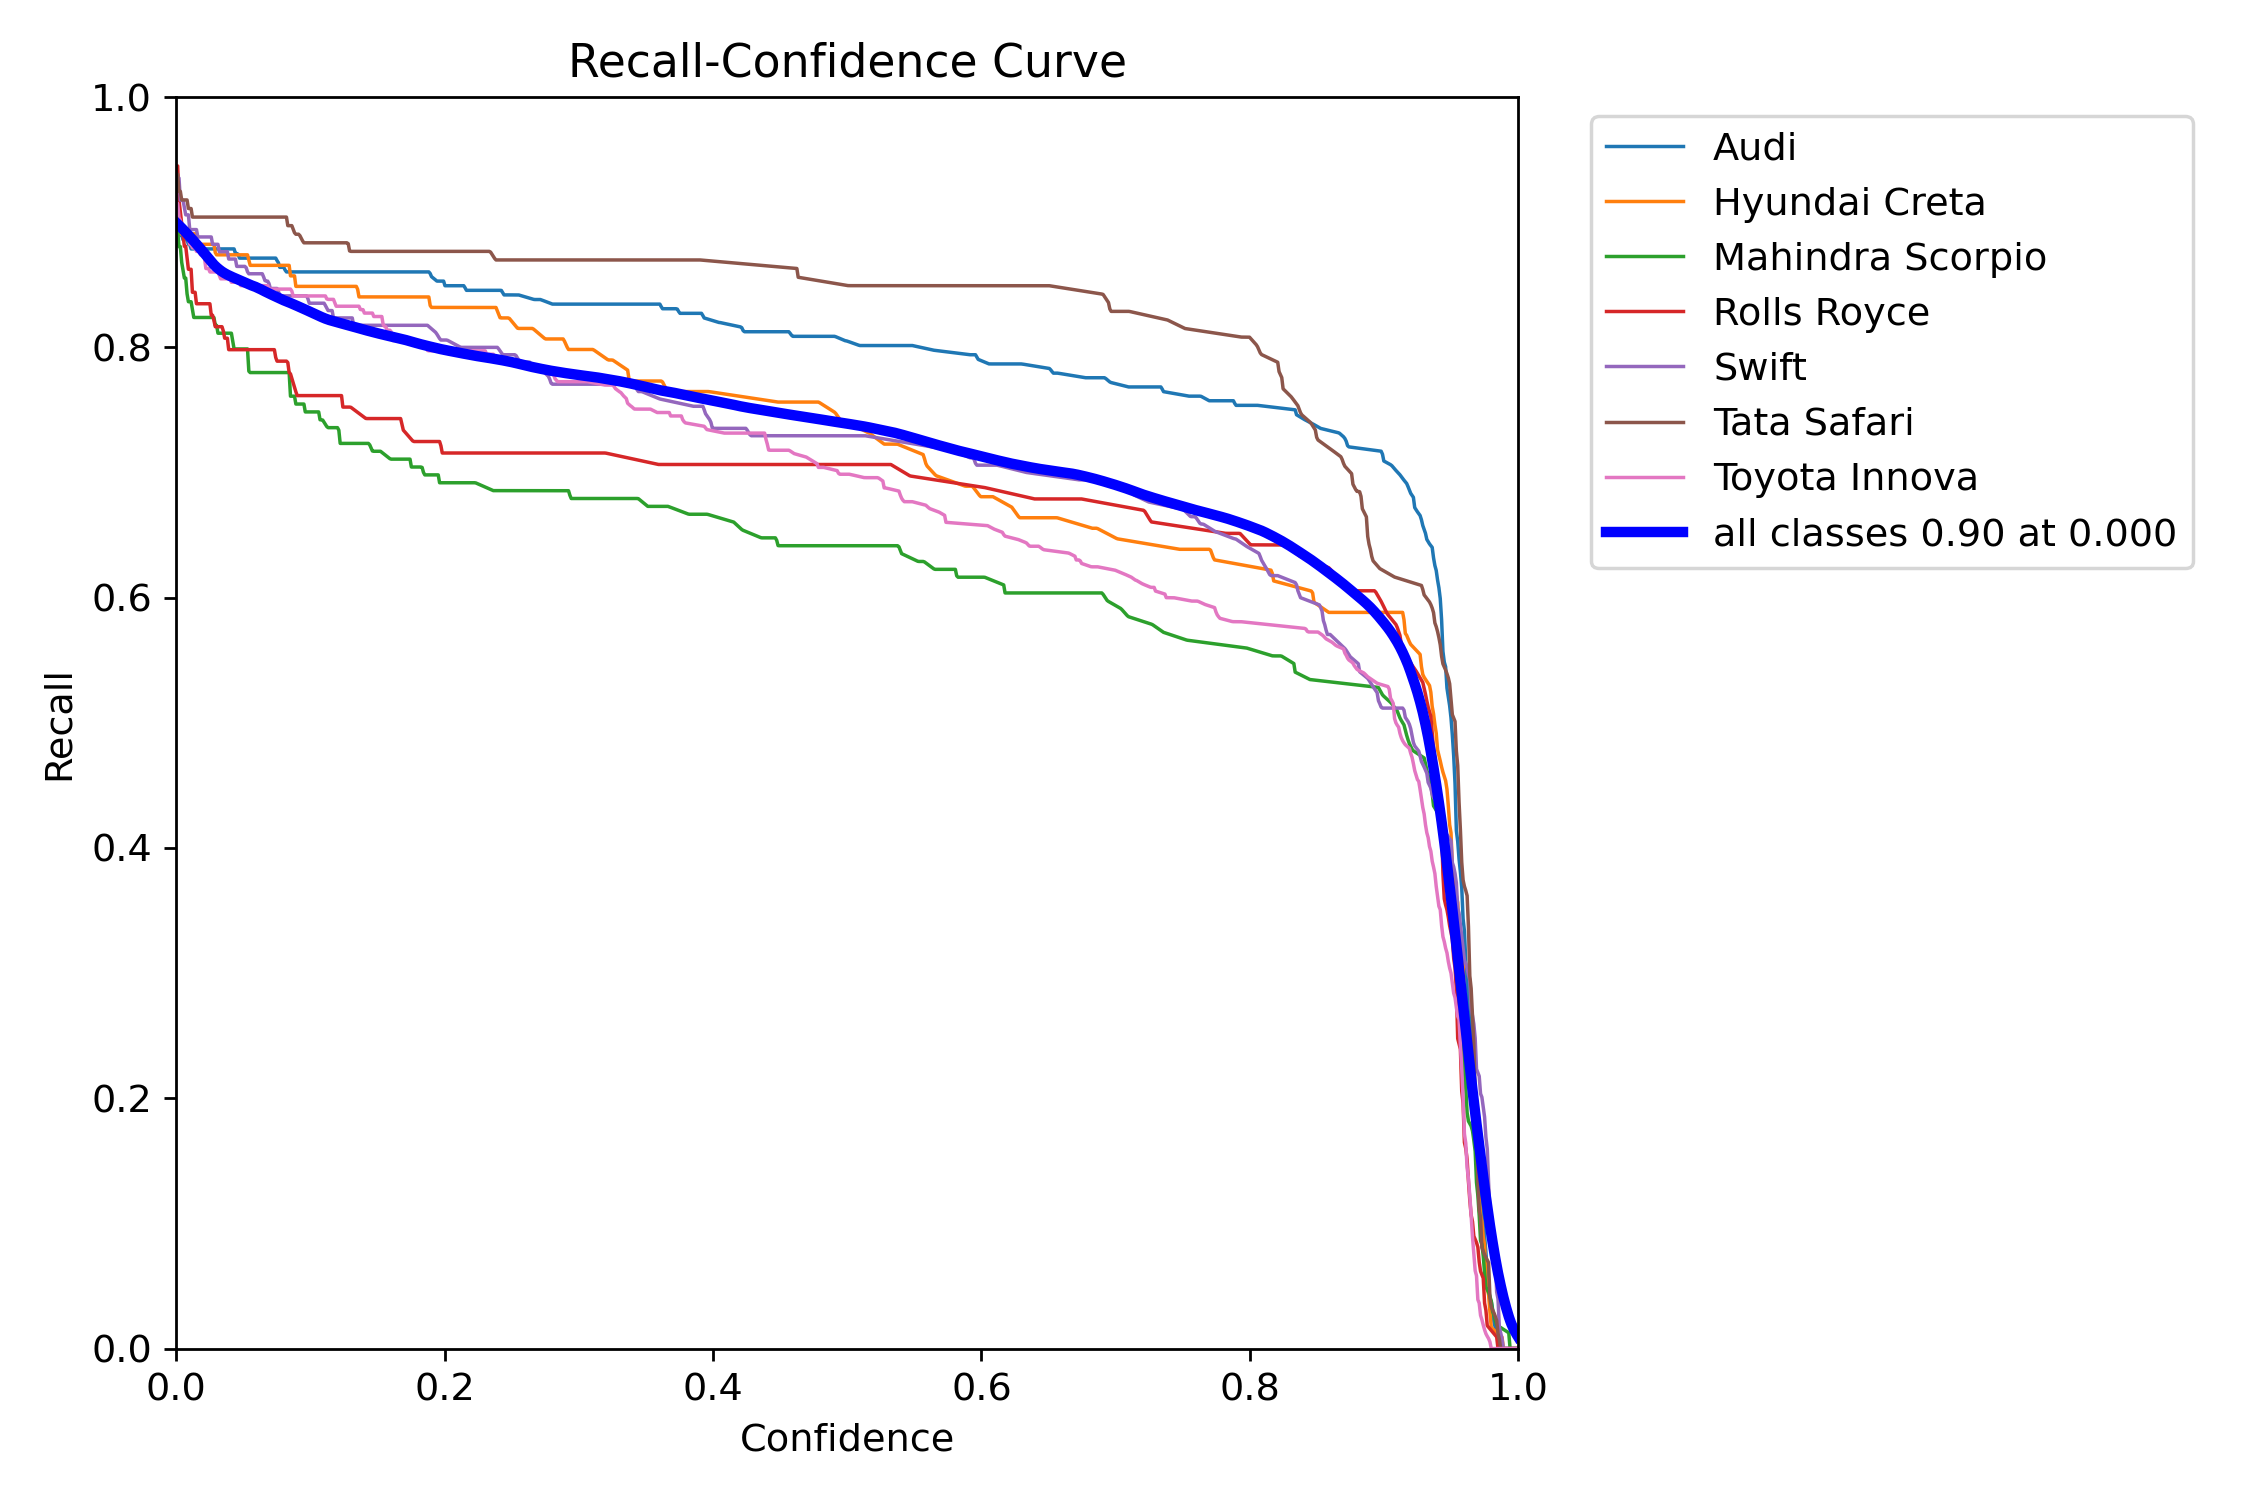 Recall-Confidence Curve
1.0
0.8
0.6
0.4
0.2
0.0
Recall
0.0 0.2 0.4 0.6 0.8 1.0
Confidence
Audi
Hyundai Creta
Mahindra Scorpio
Rolls Royce
Swift
Tata Safari
Toyota Innova
all classes 0.90 at 0.000